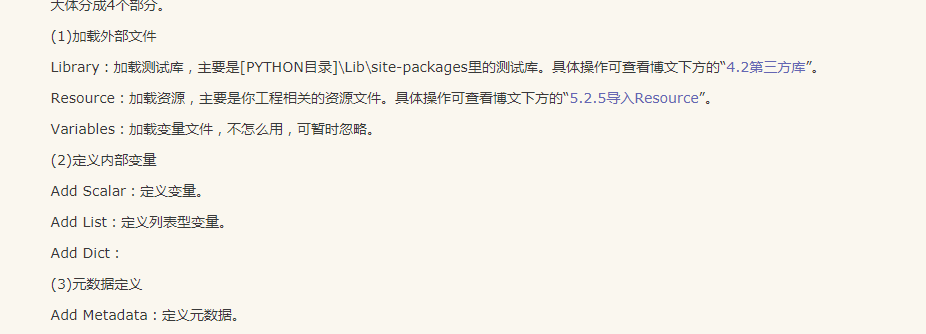 大体分成4个部分。
(1)加载外部文件
Library：加载测试库，主要是[PYTHON目录]\Lib\site-packages里的测试库。具体操作可查看博文下方的“4.2第三方库”。
Resource：加载资源，主要是你工程相关的资源文件。具体操作可查看博文下方的“5.2.5导入Resource”。
Variables：加载变量文件，不怎么用，可暂时忽略。
(2)定义内部变量
Add Scalar：定义变量。
Add List：定义列表型变量。
Add Dict：
(3)元数据定义
Add Metadata：定义元数据。